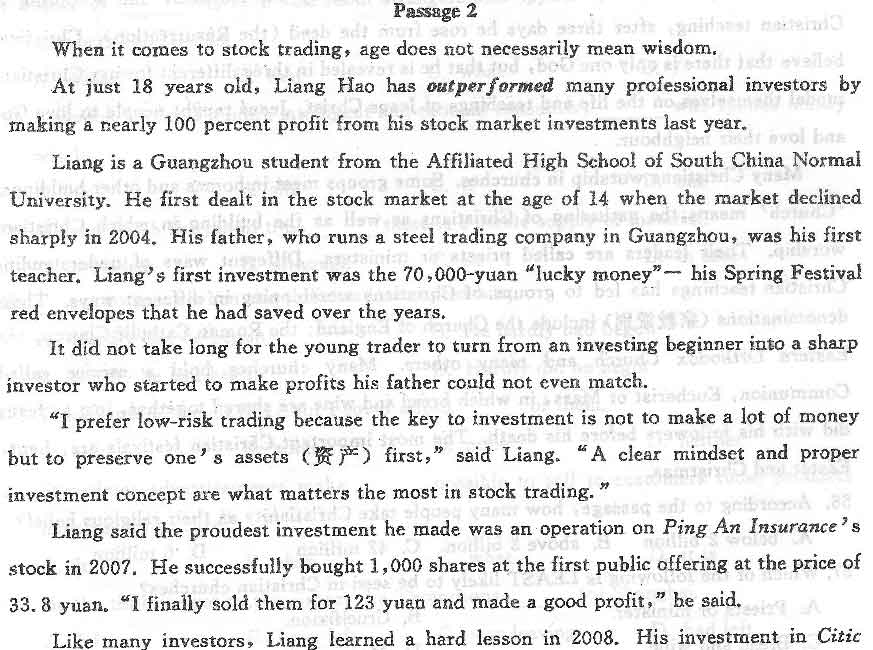 Passage 2
When it comes to stock trading, age does not necessarily mean wisdom.
At just 18 years old, Liang Hao has outperformed many professional investors by
making a nearly 100 percent profit from his stock market investments last year.
Liang is a Guangzhou student from the Affiliated High School of South China Normal
University. He first dealt in the stock market at the age of 14 when the market declined
sharply in 2004. His father, who runs a steel trading company in Guangzhou, was his first
teacher. Liang's first investment was the 70,000-yuan "lucky money"— his Spring Festival
red envelopes that he had saved over the years.
It did not take long for the young trader to turn from an investing beginner into a sharp
investor who started to make profits his father could not even match.
"I prefer low-risk trading because the key to investment is not to make a lot of money
but to preserve one's assets (资产) first," said Liang. "A clear mindset and proper
investment concept are what matters the most in stock trading."
Liang said the proudest investment he made was an operation on Ping An Insurance's
stock in 2007. He successfully bought 1,000 shares at the first public offering at the price of
33.8 yuan. "I finally sold them for 123 yuan and made a good profit," he said.
Like many investors, Liang learned a hard lesson in 2008. His investment in Citic